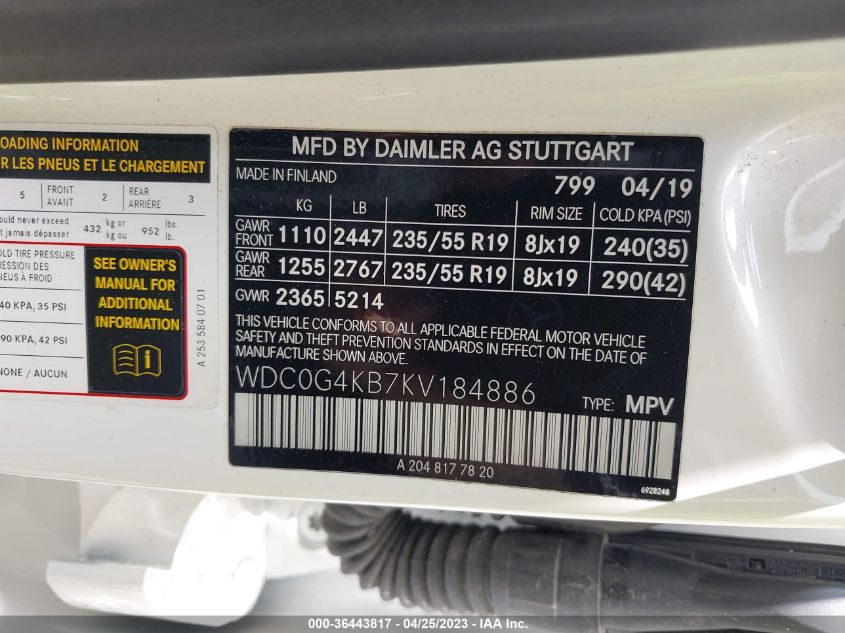 LOADING INFORMATION
R LES PNEUS ET LE CHARGEMENT
5 FRONT AVANT 2 REAR ARRIÈRE 3
ould never exceed
t jamais dépasser 432 kg or kg ou 952 lbs. lb.
OLD TIRE PRESSURE
RESSION DES
NEUS À FROID
40 KPA, 35 PSI
90 KPA, 42 PSI
NONE / AUCUN
SEE OWNER'S
MANUAL FOR
ADDITIONAL
INFORMATION
A 253 584 07 01
MFD BY DAIMLER AG STUTTGART
MADE IN FINLAND 799 04/19
KG LB TIRES RIM SIZE COLD KPA (PSI)
GAWR FRONT 1110 2447 235/55 R19 8Jx19 240(35)
GAWR REAR 1255 2767 235/55 R19 8Jx19 290(42)
GVWR 2365 5214
THIS VEHICLE CONFORMS TO ALL APPLICABLE FEDERAL MOTOR VEHICLE
SAFETY AND THEFT PREVENTION STANDARDS IN EFFECT ON THE DATE OF
MANUFACTURE SHOWN ABOVE.
WDC0G4KB7KV184886
TYPE: MPV
A 204 817 78 20
6928248
000-36443817 - 04/25/2023 - IAA Inc.